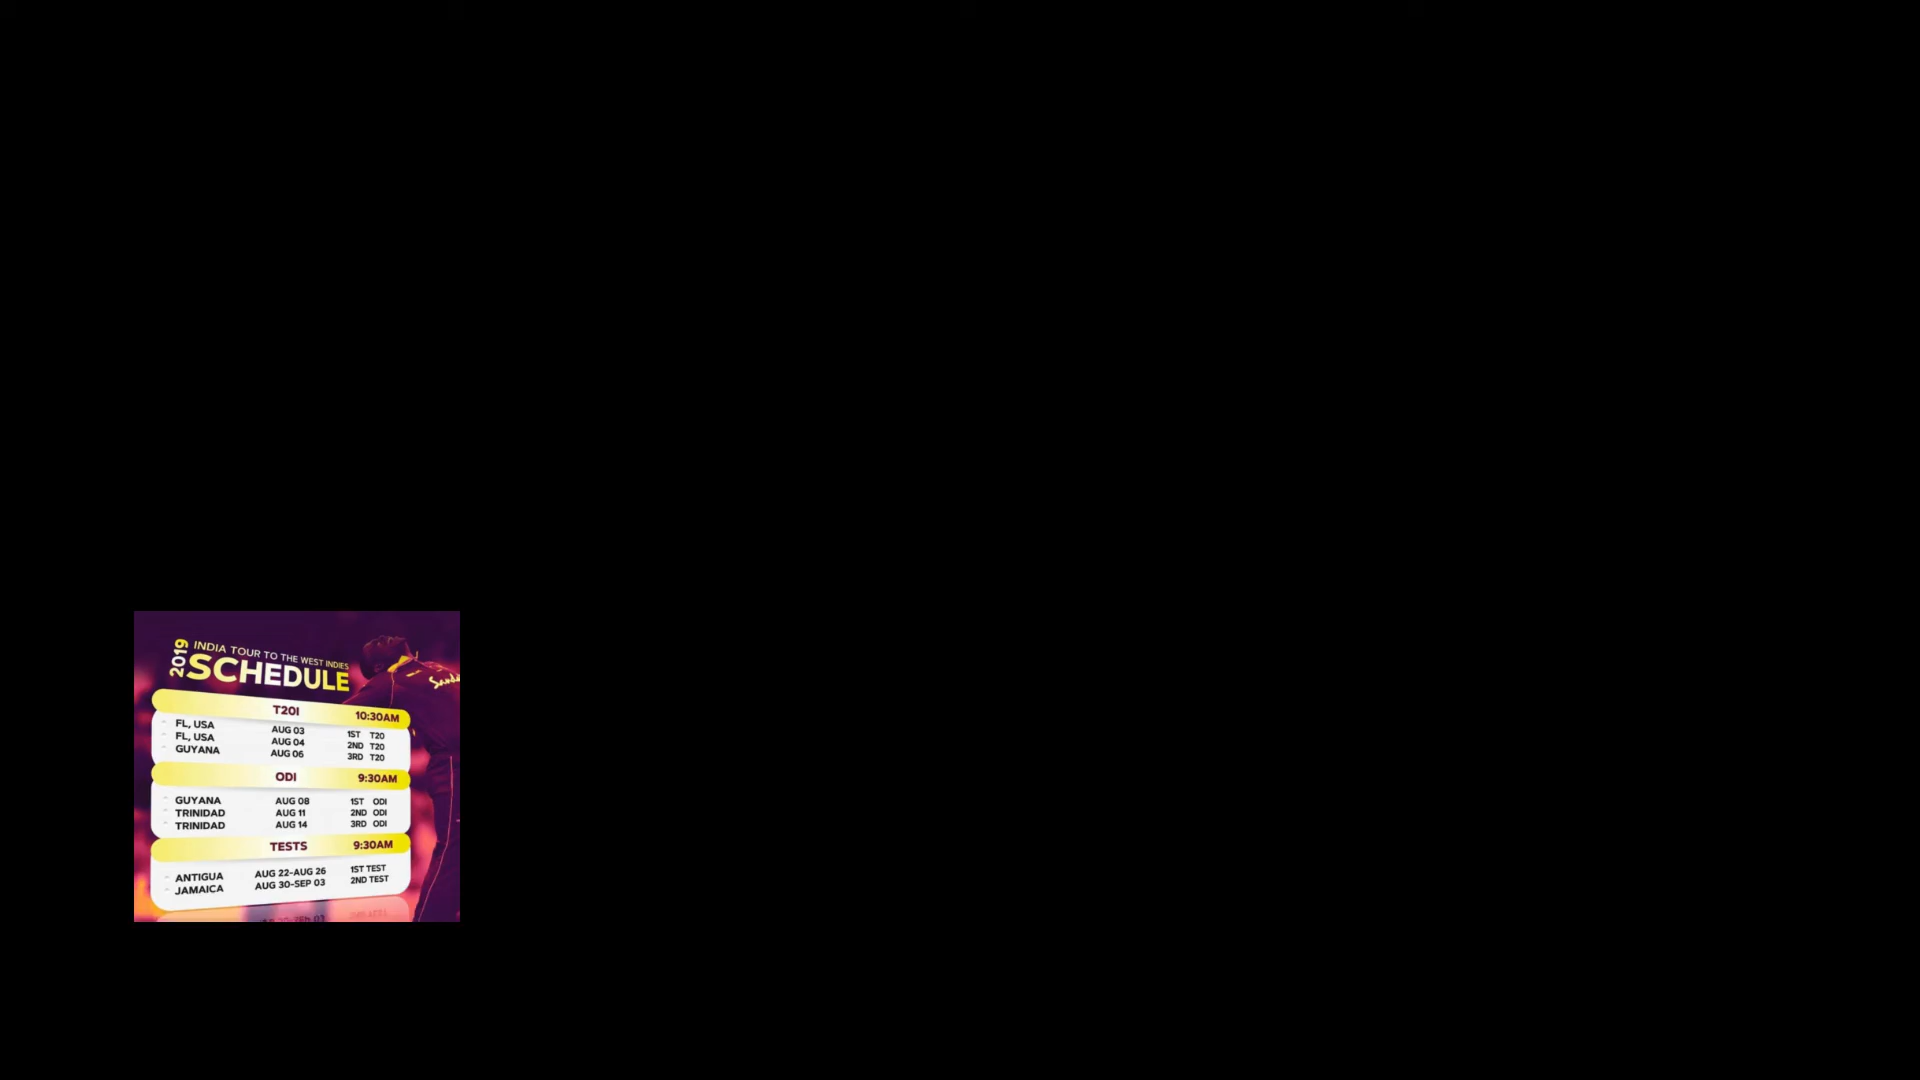 2019
INDIA TOUR TO THE WEST INDIES
SCHEDULE
T20I 10:30AM
FL, USA AUG 03 1ST T20
FL, USA AUG 04 2ND T20
GUYANA AUG 06 3RD T20
ODI 9:30AM
GUYANA AUG 08 1ST ODI
TRINIDAD AUG 11 2ND ODI
TRINIDAD AUG 14 3RD ODI
TESTS 9:30AM
ANTIGUA AUG 22-AUG 26 1ST TEST
JAMAICA AUG 30-SEP 03 2ND TEST